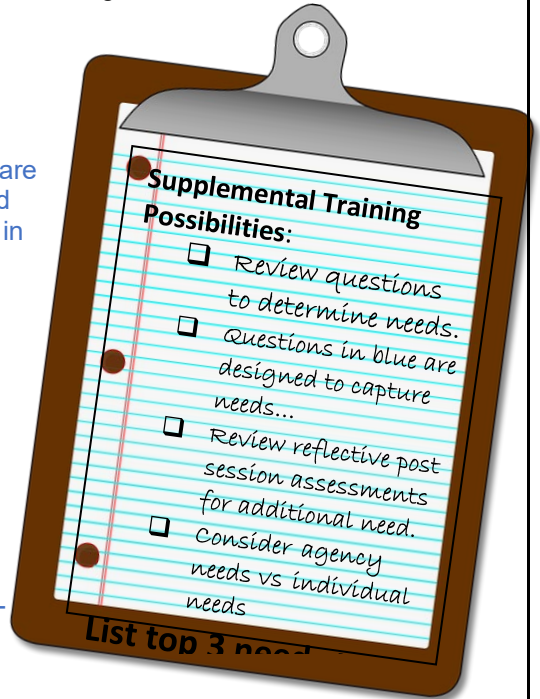 are
in
Supplemental Training
Possibilities:
Review questions
to determine needs.
Questions in blue are
designed to capture
needs...
Review reflective post
session assessments
for additional need.
Consider agency
needs vs individual
needs
List top 3